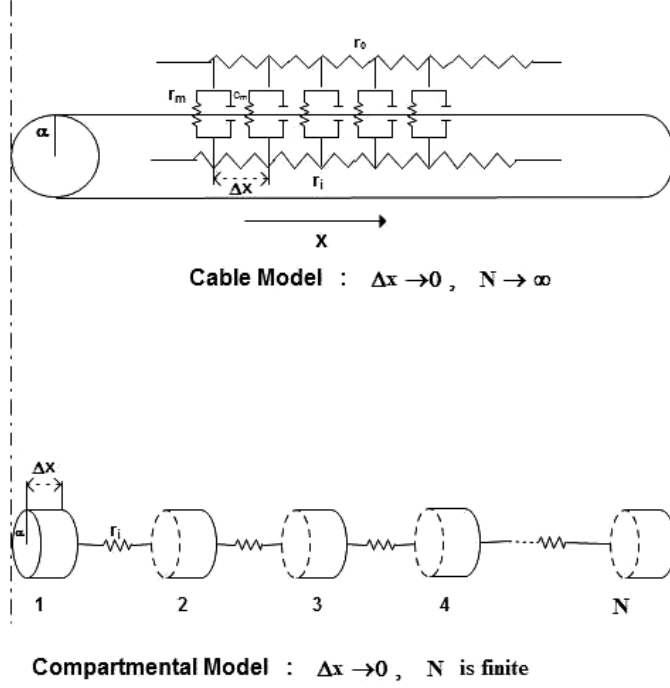 r₀
rₘ
cₘ
α
Δx
rᵢ
X
Cable Model : Δx →0 , N → ∞
Δx
α
rᵢ
1 2 3 4 N
Compartmental Model : Δx →0 , N is finite